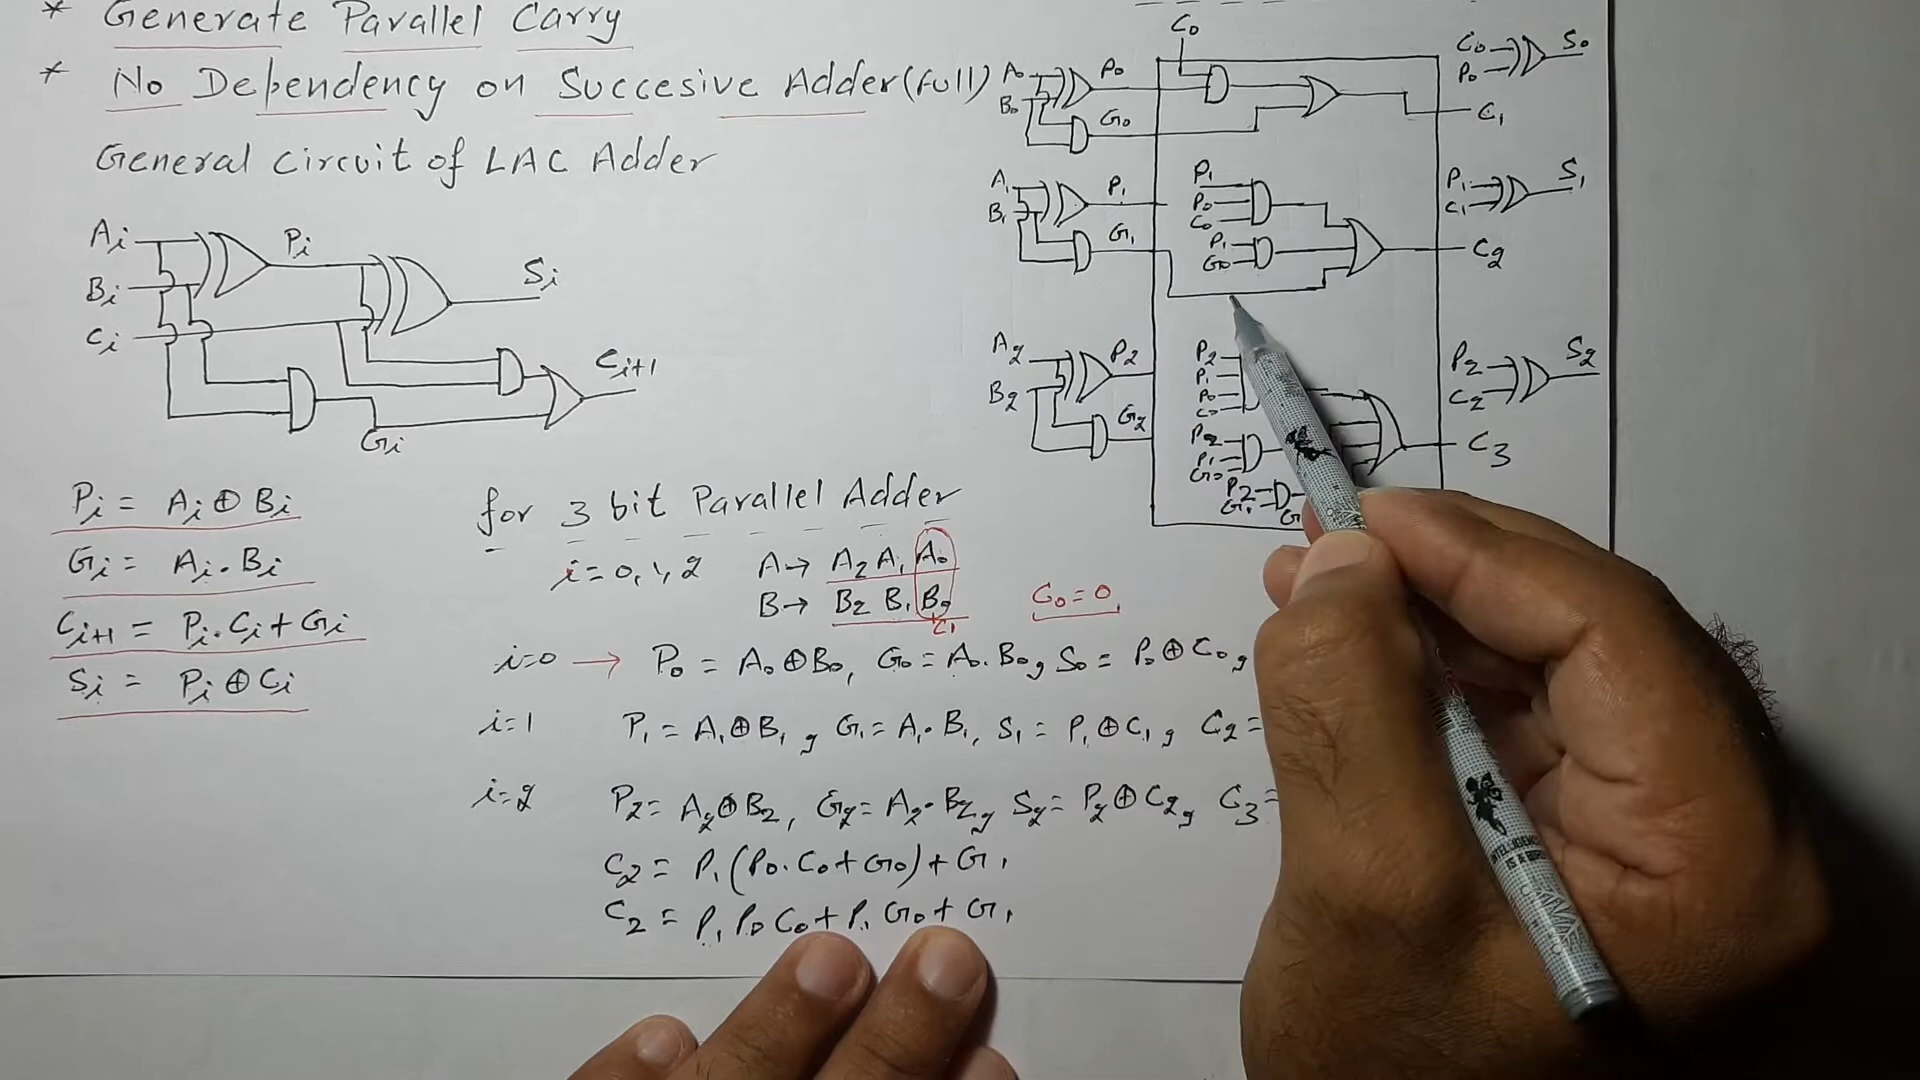 * Generate Parallel Carry
* No Dependency on Succesive Adder (full)
General Circuit of LAC Adder
Ai
Bi
Ci
Pi
Si
Ci+1
Gi
Pi = Ai ⊕ Bi
Gi = Ai . Bi
Ci+1 = Pi . Ci + Gi
Si = Pi ⊕ Ci
for 3 bit Parallel Adder
i = 0, 1, 2 A → A2 A1 A0
B → B2 B1 B0 C0 = 0
C1
i=0 → P0 = A0 ⊕ B0, G0 = A0 . B0, S0 = P0 ⊕ C0,
i=1 P1 = A1 ⊕ B1, G1 = A1 . B1, S1 = P1 ⊕ C1, C2 =
i=2 P2 = A2 ⊕ B2, G2 = A2 . B2, S2 = P2 ⊕ C2, C3 =
C2 = P1 (P0 . C0 + G0) + G1
C2 = P1 P0 C0 + P1 G0 + G1
C0
A0
B0
P0
G0
C0
P0
S0
C1
A1
B1
P1
G1
P1
P0
C0
P1
G0
P1
C1
S1
C2
A2
B2
P2
G2
P2
P1
P0
C0
P2
P1
G0
P2
G1
P2
C2
S2
C3